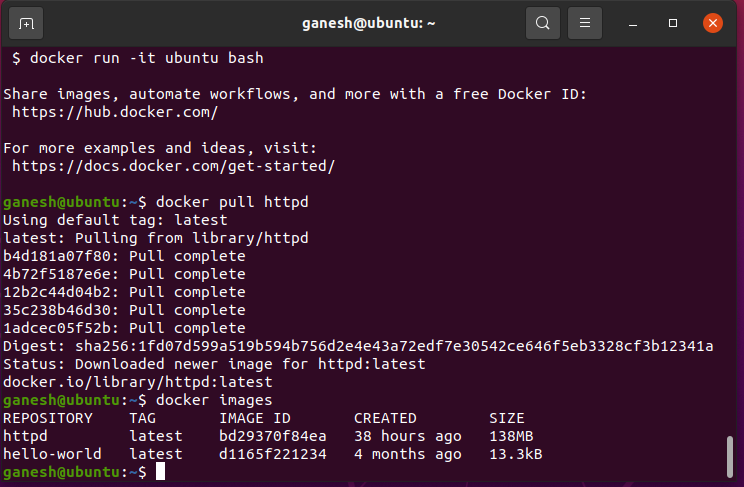 ganesh@ubuntu: ~
$ docker run -it ubuntu bash
Share images, automate workflows, and more with a free Docker ID:
https://hub.docker.com/
For more examples and ideas, visit:
https://docs.docker.com/get-started/
ganesh@ubuntu:~$ docker pull httpd
Using default tag: latest
latest: Pulling from library/httpd
b4d181a07f80: Pull complete
4b72f5187e6e: Pull complete
12b2c44d04b2: Pull complete
35c238b46d30: Pull complete
1adcec05f52b: Pull complete
Digest: sha256:1fd07d599a519b594b756d2e4e43a72edf7e30542ce646f5eb3328cf3b12341a
Status: Downloaded newer image for httpd:latest
docker.io/library/httpd:latest
ganesh@ubuntu:~$ docker images
REPOSITORY    TAG       IMAGE ID       CREATED        SIZE
httpd         latest    bd29370f84ea   38 hours ago   138MB
hello-world   latest    d1165f221234   4 months ago   13.3kB
ganesh@ubuntu:~$